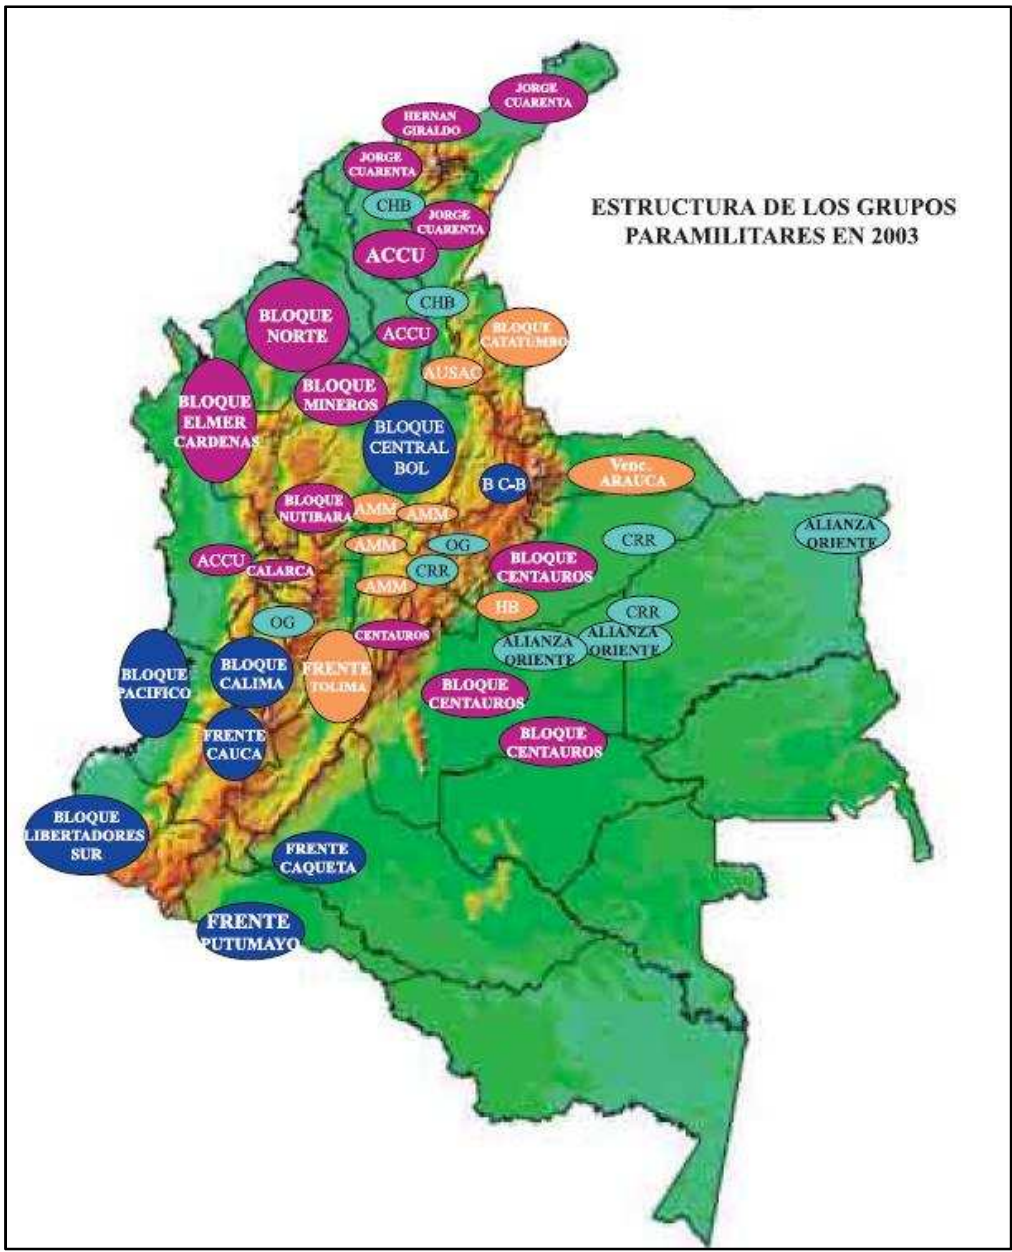 JORGE
CUARENTA
HERNAN
GIRALDO
JORGE
CUARENTA
CHB
JORGE
CUARENTA
ESTRUCTURA DE LOS GRUPOS
PARAMILITARES EN 2003
ACCU
CHB
BLOQUE
NORTE
ACCU
BLOQUE
CATATUMBO
AUSAC
BLOQUE
MINEROS
BLOQUE
ELMER
CARDENAS
BLOQUE
CENTRAL
BOL
B C-B
Venc.
ARAUCA
BLOQUE
NUTIBARA
AMM
AMM
ALIANZA
ORIENTE
AMM
OG
CRR
ACCU
CALARCA
CRR
BLOQUE
CENTAUROS
AMM
HB
CRR
OG
CENTAUROS
ALIANZA
ORIENTE
ALIANZA
ORIENTE
BLOQUE
PACIFICO
BLOQUE
CALIMA
FRENTE
TOLIMA
BLOQUE
CENTAUROS
FRENTE
CAUCA
BLOQUE
CENTAUROS
BLOQUE
LIBERTADORES
SUR
FRENTE
CAQUETA
FRENTE
PUTUMAYO